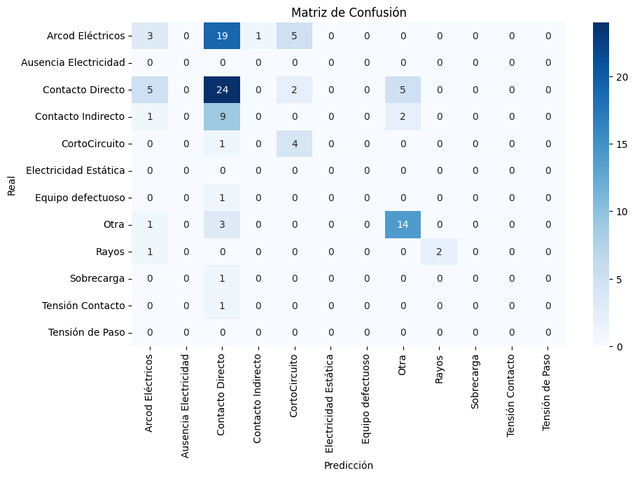 Matriz de Confusión
Real
Arcod Eléctricos 3 0 19 1 5 0 0 0 0 0 0 0
Ausencia Electricidad 0 0 0 0 0 0 0 0 0 0 0 0
Contacto Directo 5 0 24 0 2 0 0 5 0 0 0 0
Contacto Indirecto 1 0 9 0 0 0 0 2 0 0 0 0
CortoCircuito 0 0 1 0 4 0 0 0 0 0 0 0
Electricidad Estática 0 0 0 0 0 0 0 0 0 0 0 0
Equipo defectuoso 0 0 1 0 0 0 0 0 0 0 0 0
Otra 1 0 3 0 0 0 0 14 0 0 0 0
Rayos 1 0 0 0 0 0 0 0 2 0 0 0
Sobrecarga 0 0 1 0 0 0 0 0 0 0 0 0
Tensión Contacto 0 0 1 0 0 0 0 0 0 0 0 0
Tensión de Paso 0 0 0 0 0 0 0 0 0 0 0 0
Arcod Eléctricos
Ausencia Electricidad
Contacto Directo
Contacto Indirecto
CortoCircuito
Electricidad Estática
Equipo defectuoso
Otra
Rayos
Sobrecarga
Tensión Contacto
Tensión de Paso
Predicción
20
15
10
5
0